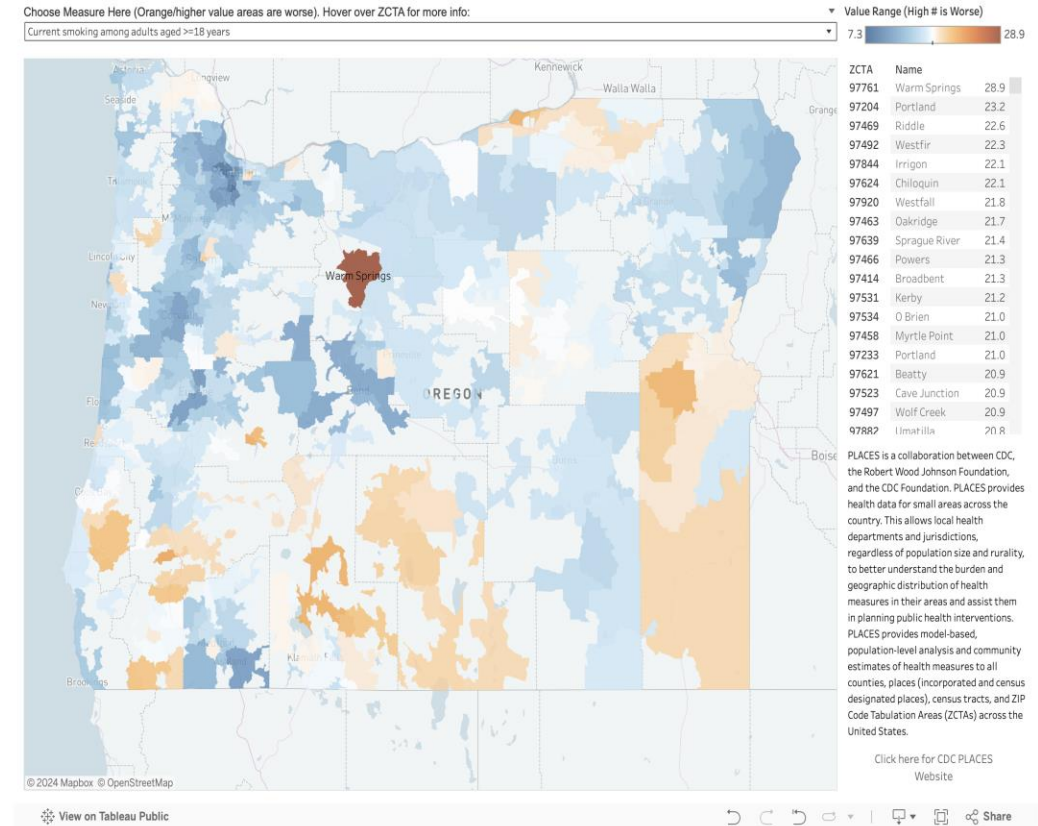 Choose Measure Here (Orange/higher value areas are worse). Hover over ZCTA for more info:
Current smoking among adults aged >=18 years
Value Range (High # is Worse)
7.3 28.9
ZCTA Name
97761 Warm Springs 28.9
97204 Portland 23.2
97469 Riddle 22.6
97492 Westfir 22.3
97844 Irrigon 22.1
97624 Chiloquin 22.1
97920 Westfall 21.8
97463 Oakridge 21.7
97639 Sprague River 21.4
97466 Powers 21.3
97414 Broadbent 21.3
97531 Kerby 21.2
97534 O Brien 21.0
97458 Myrtle Point 21.0
97233 Portland 21.0
97621 Beatty 20.9
97523 Cave Junction 20.9
97497 Wolf Creek 20.9
97882 Umatilla 20.8
PLACES is a collaboration between CDC,
the Robert Wood Johnson Foundation,
and the CDC Foundation. PLACES provides
health data for small areas across the
country. This allows local health
departments and jurisdictions,
regardless of population size and rurality,
to better understand the burden and
geographic distribution of health
measures in their areas and assist them
in planning public health interventions.
PLACES provides model-based,
population-level analysis and community
estimates of health measures to all
counties, places (incorporated and census
designated places), census tracts, and ZIP
Code Tabulation Areas (ZCTAs) across the
United States.
Click here for CDC PLACES
Website
Kennewick
Walla Walla
Seaside
Lincoln City
Warm Springs
Bend
OREGON
Boise
Brookings
© 2024 Mapbox © OpenStreetMap
View on Tableau Public
Share